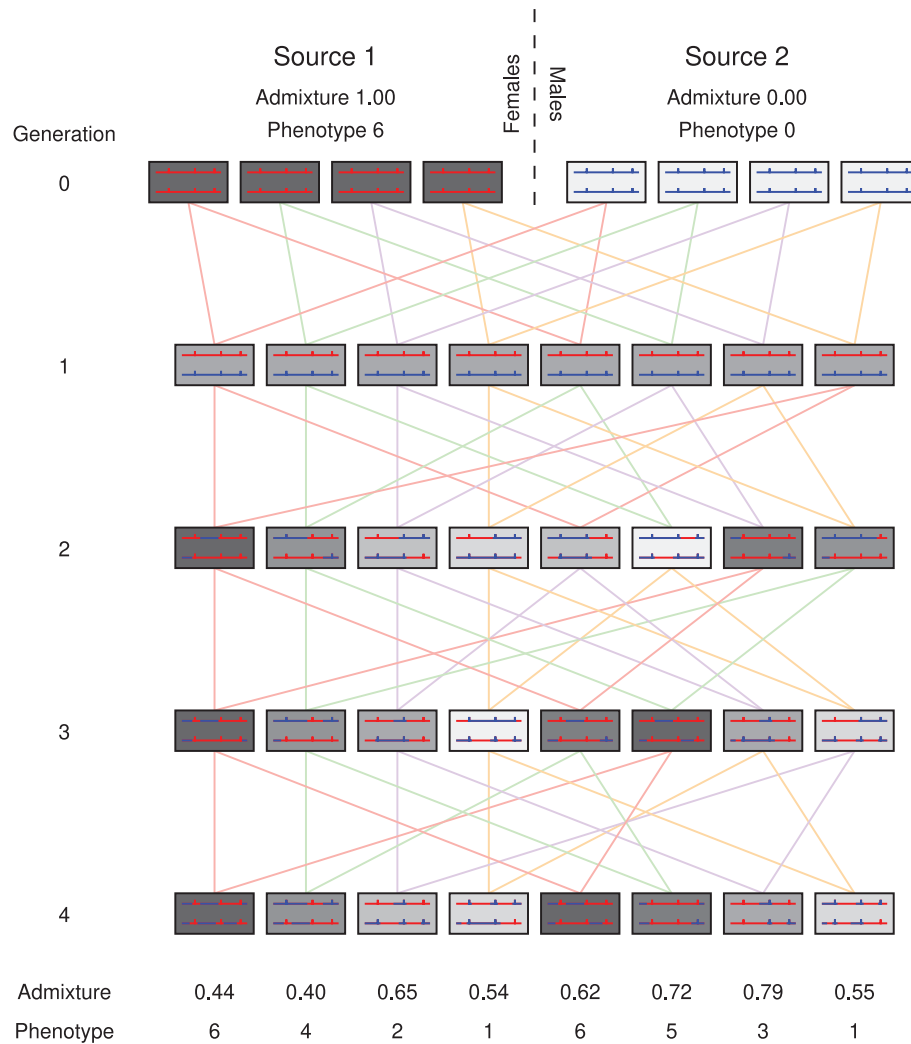 Source 1
Source 2
Females
Males
Admixture 1.00
Admixture 0.00
Phenotype 6
Phenotype 0
Generation
0
1
2
3
4
Admixture 0.44 0.40 0.65 0.54 0.62 0.72 0.79 0.55
Phenotype 6 4 2 1 6 5 3 1